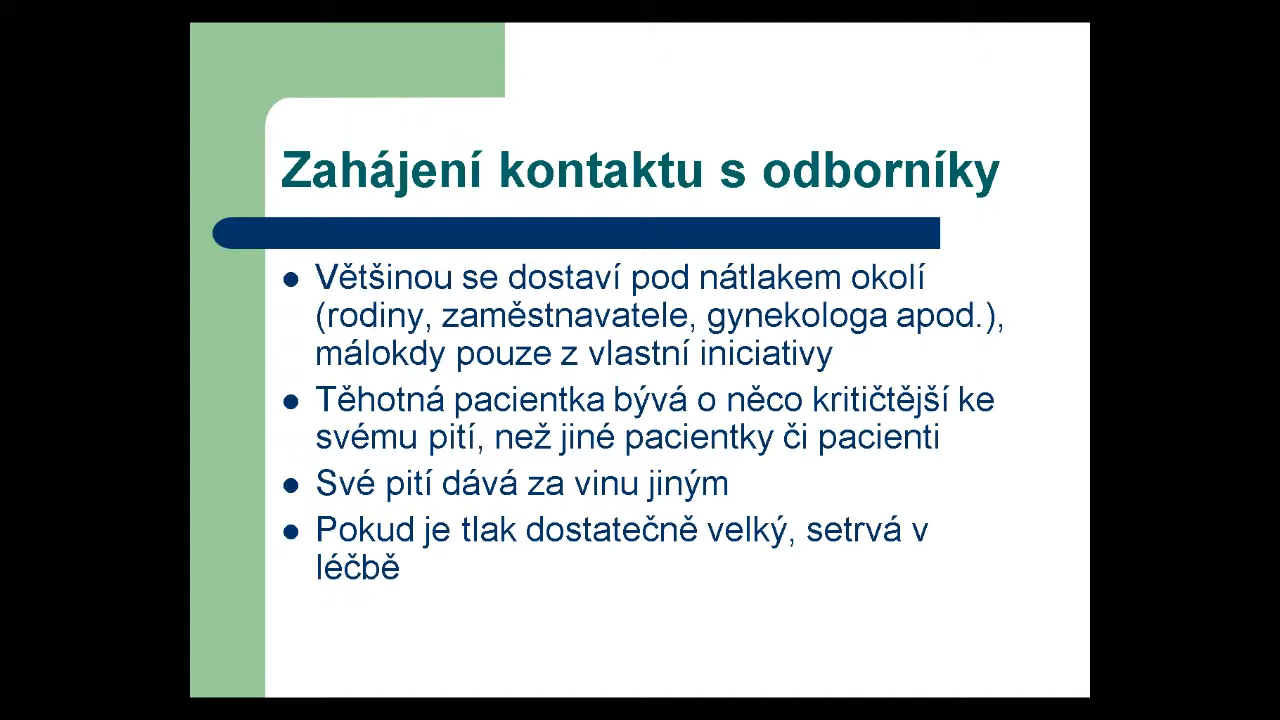 Zahájení kontaktu s odborníky
Většinou se dostaví pod nátlakem okolí
(rodiny, zaměstnavatele, gynekologa apod.),
málokdy pouze z vlastní iniciativy
Těhotná pacientka bývá o něco kritičtější ke
svému pití, než jiné pacientky či pacienti
Své pití dává za vinu jiným
Pokud je tlak dostatečně velký, setrvá v
léčbě